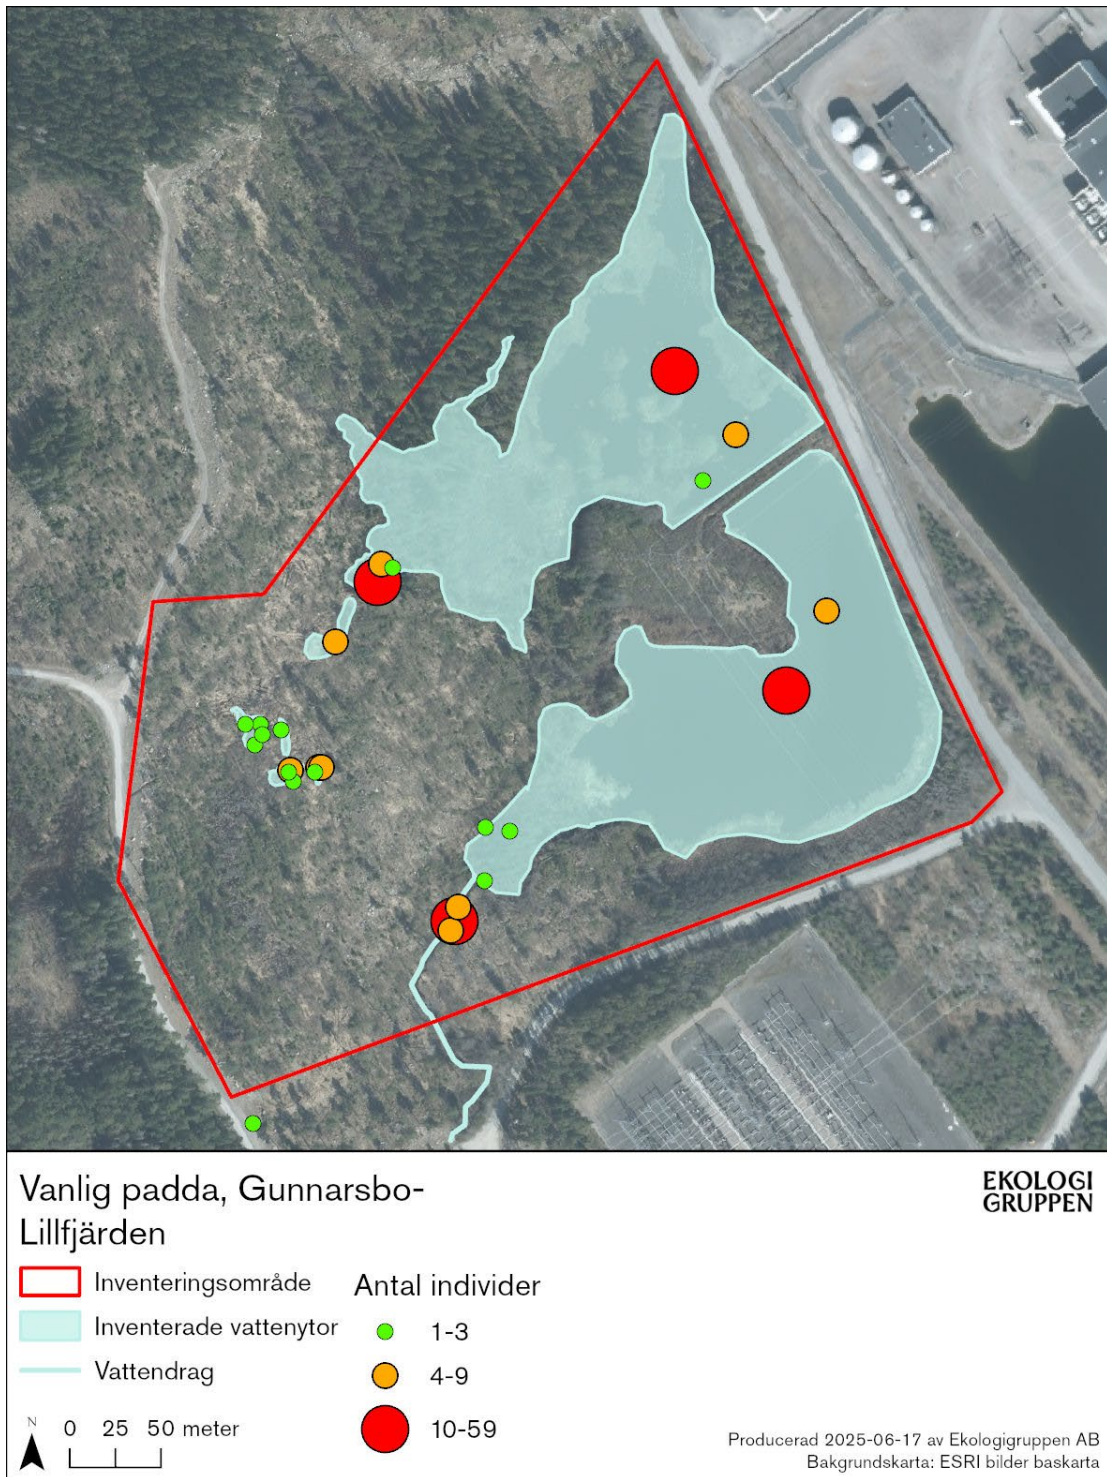 Vanlig padda, Gunnarsbo-
Lillfjärden
EKOLOGI
GRUPPEN
Inventeringsområde
Inventerade vattenytor
Vattendrag
Antal individer
1-3
4-9
10-59
N
0 25 50 meter
Producerad 2025-06-17 av Ekologigruppen AB
Bakgrundskarta: ESRI bilder baskarta